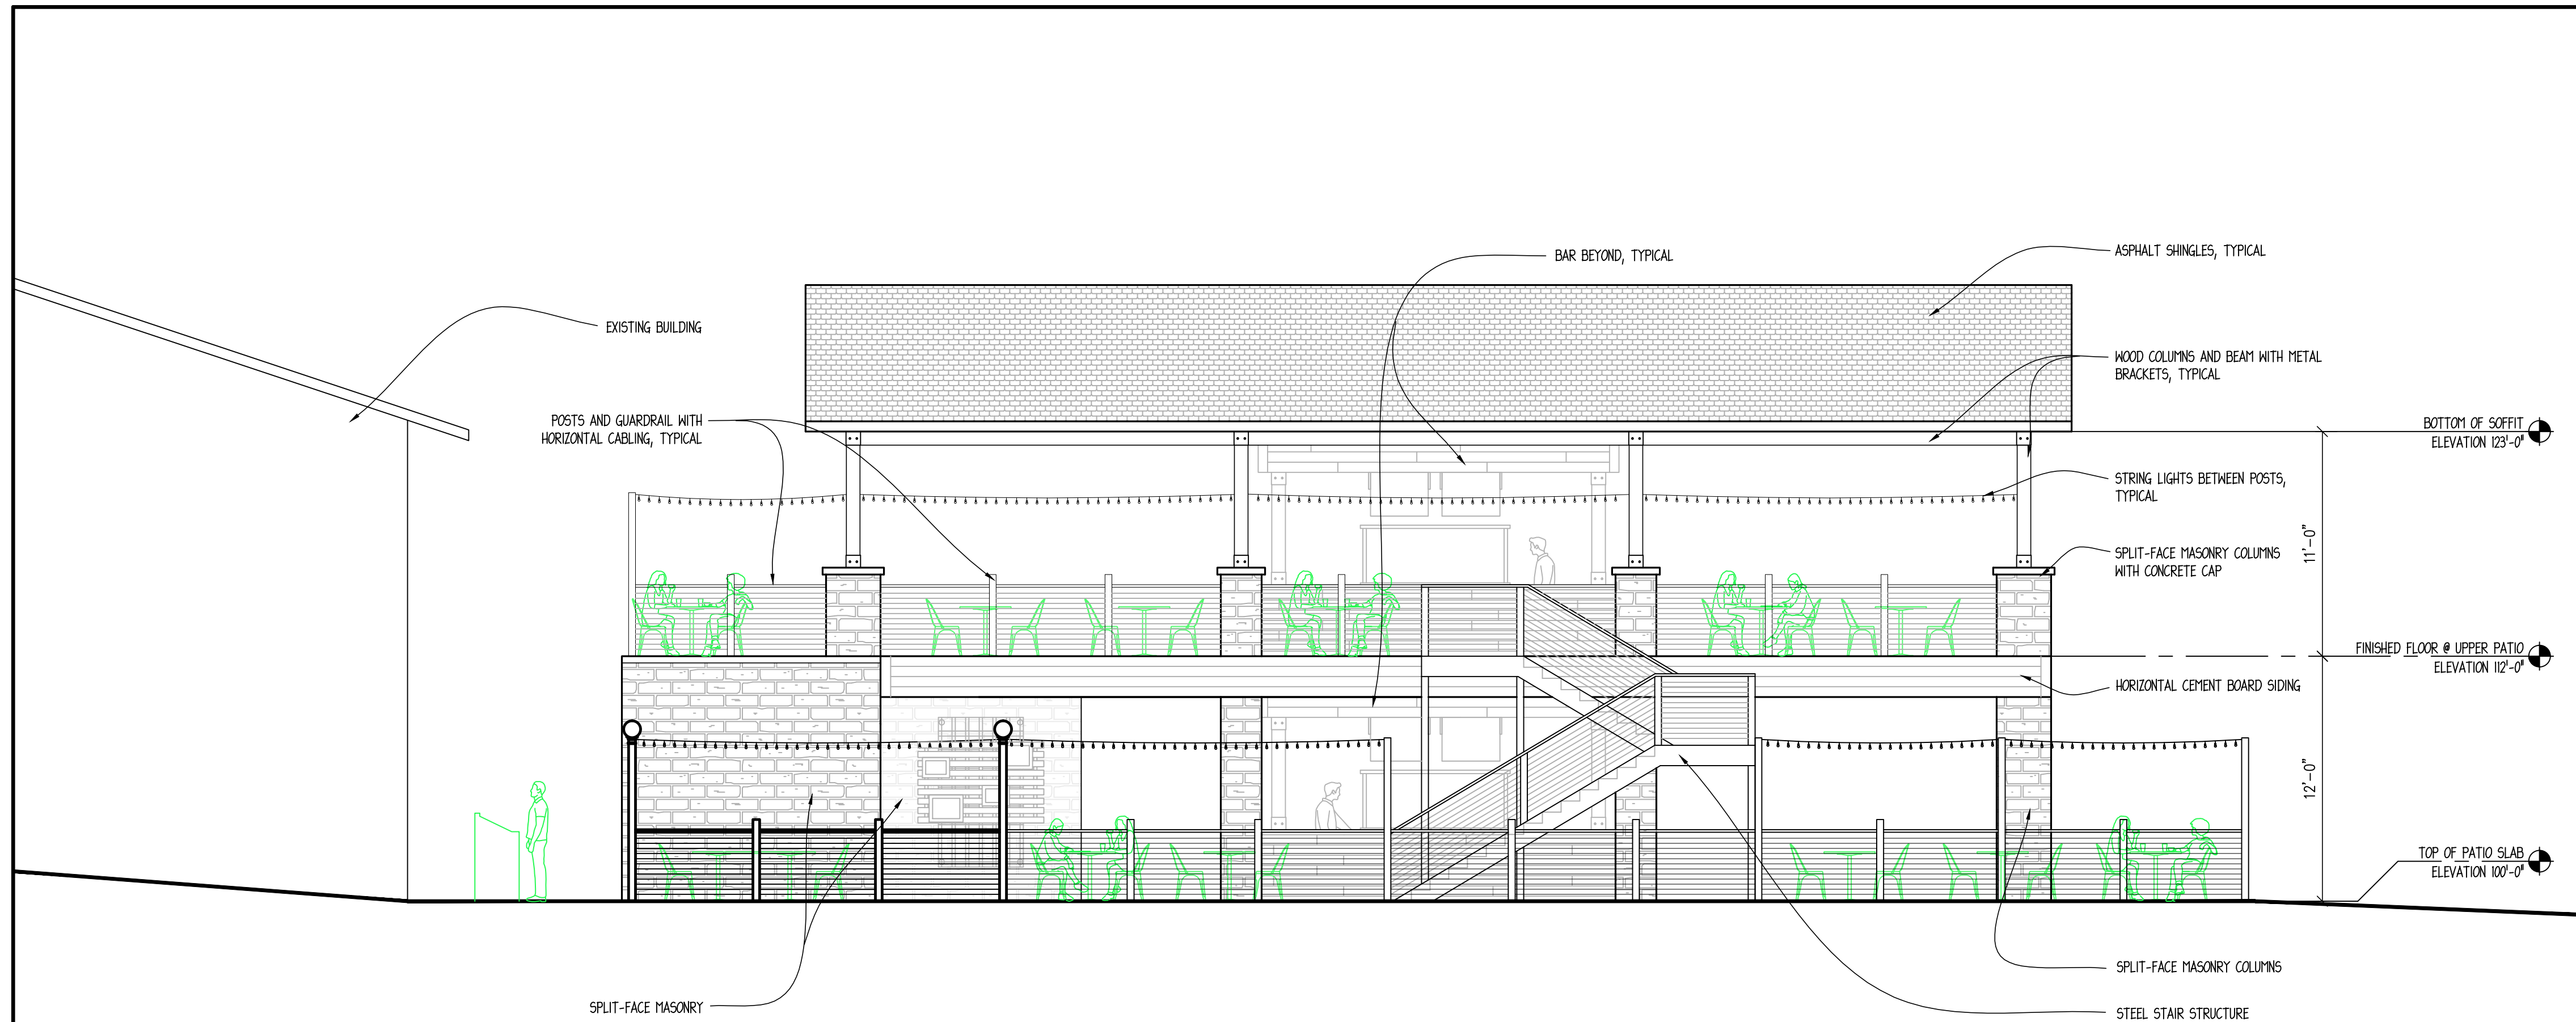 BAR BEYOND, TYPICAL
ASPHALT SHINGLES, TYPICAL
EXISTING BUILDING
WOOD COLUMNS AND BEAM WITH METAL
BRACKETS, TYPICAL
POSTS AND GUARDRAIL WITH
HORIZONTAL CABLING, TYPICAL
BOTTOM OF SOFFIT
ELEVATION 123'-0"
STRING LIGHTS BETWEEN POSTS,
TYPICAL
11'-0"
SPLIT-FACE MASONRY COLUMNS
WITH CONCRETE CAP
FINISHED FLOOR @ UPPER PATIO
ELEVATION 112'-0"
HORIZONTAL CEMENT BOARD SIDING
12'-0"
TOP OF PATIO SLAB
ELEVATION 100'-0"
SPLIT-FACE MASONRY COLUMNS
SPLIT-FACE MASONRY
STEEL STAIR STRUCTURE